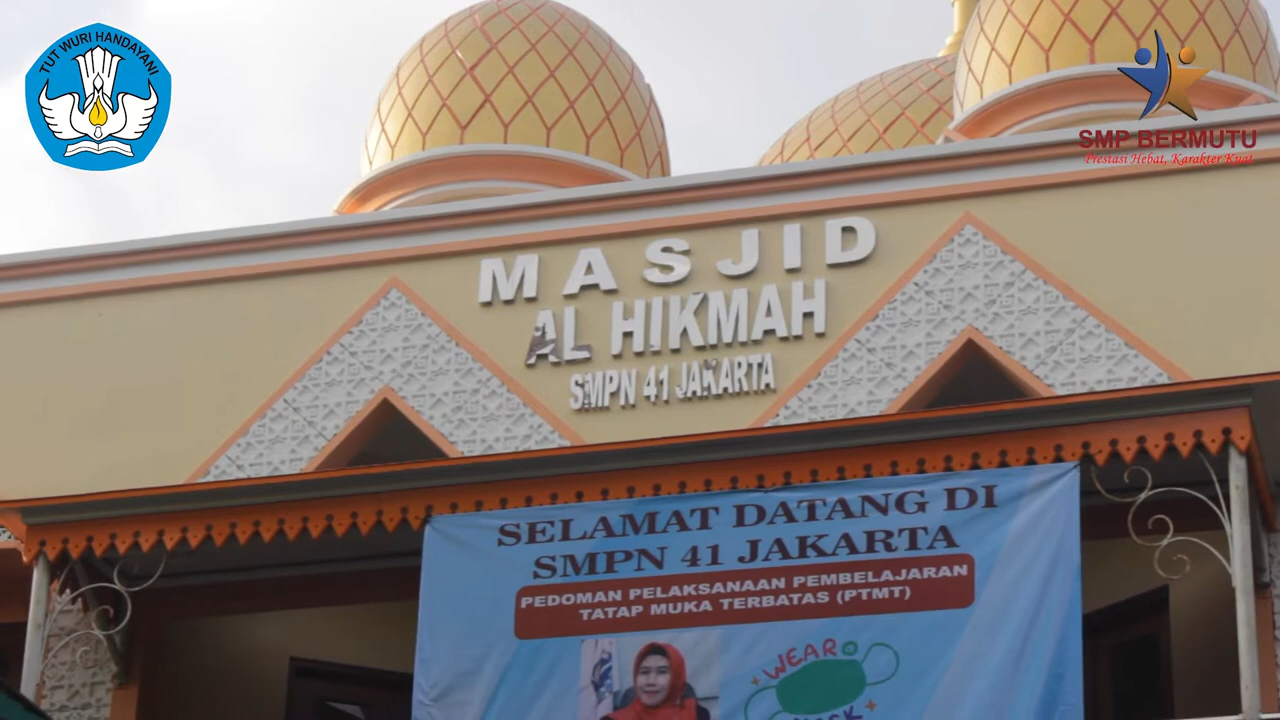 TUT WURI HANDAYANI
SMP BERMUTU
Prestasi Hebat, Karakter Kuat
MASJID
AL HIKMAH
SMPN 41 JAKARTA
SELAMAT DATANG DI
SMPN 41 JAKARTA
PEDOMAN PELAKSANAAN PEMBELAJARAN
TATAP MUKA TERBATAS (PTMT)
WEAR